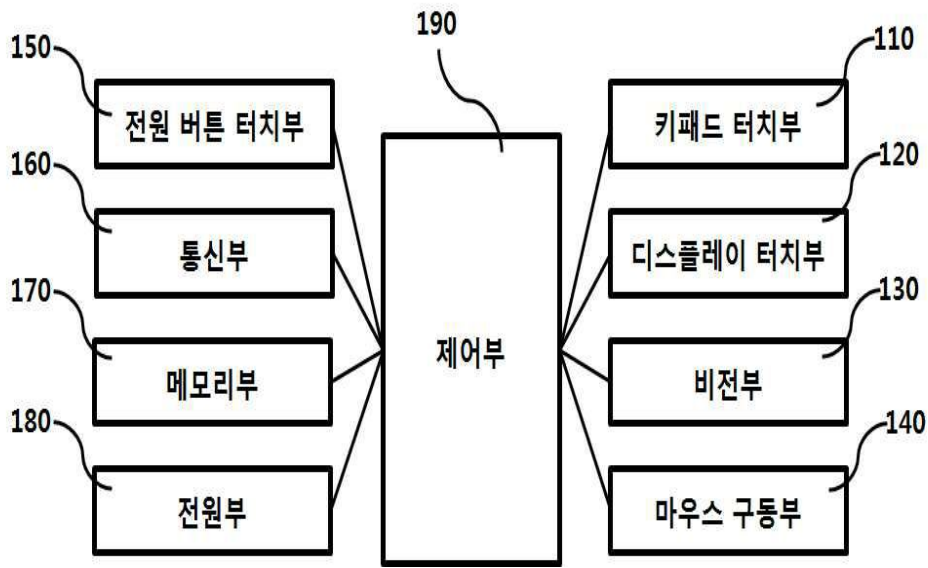 190
150
110
전원 버튼 터치부
키패드 터치부
160
120
통신부
디스플레이 터치부
170
130
제어부
메모리부
비전부
180
140
전원부
마우스 구동부